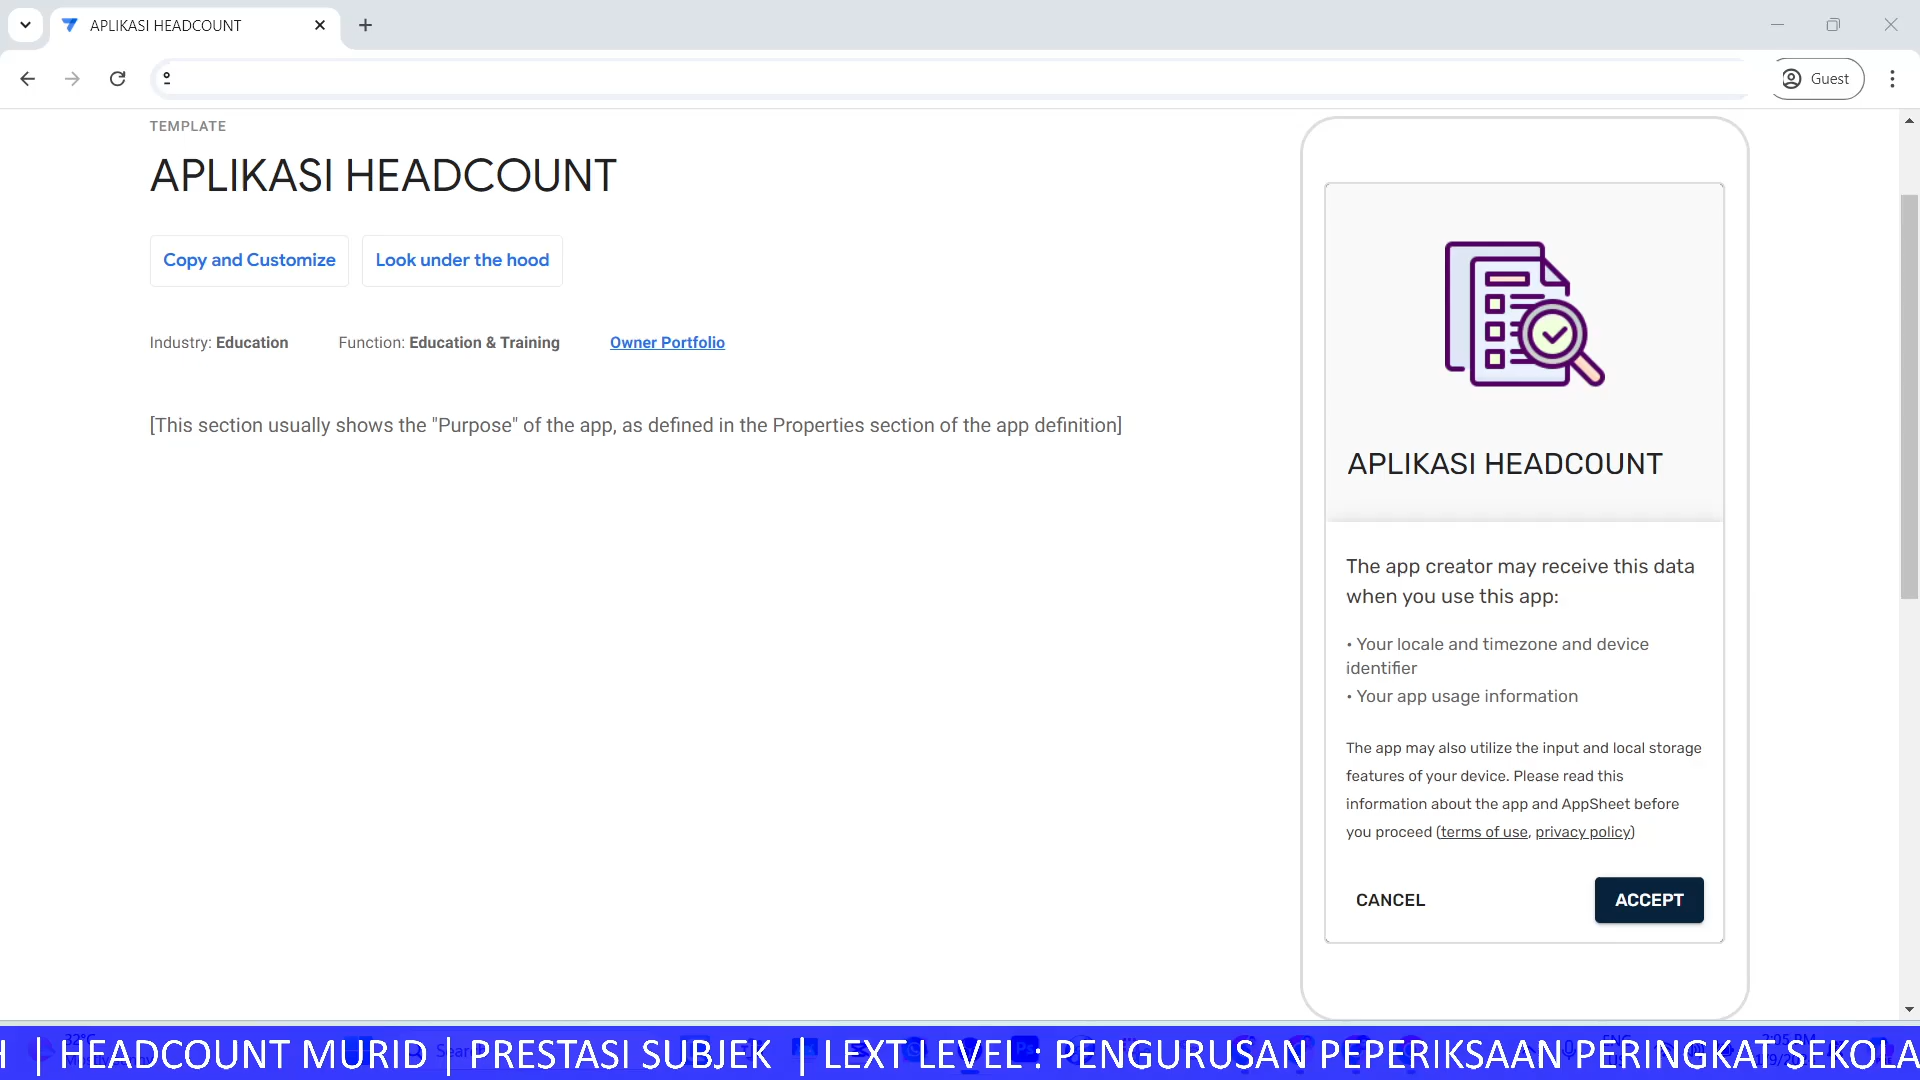 APLIKASI HEADCOUNT
Guest
TEMPLATE
APLIKASI HEADCOUNT
Copy and Customize
Look under the hood
Industry: Education
Function: Education & Training
Owner Portfolio
[This section usually shows the "Purpose" of the app, as defined in the Properties section of the app definition]
APLIKASI HEADCOUNT
The app creator may receive this data
when you use this app:
• Your locale and timezone and device
identifier
• Your app usage information
The app may also utilize the input and local storage
features of your device. Please read this
information about the app and AppSheet before
you proceed (terms of use, privacy policy)
CANCEL
ACCEPT
H | HEADCOUNT MURID | PRESTASI SUBJEK | LEXT LEVEL : PENGURUSAN PEPERIKSAAN PERINGKAT SEKOLA